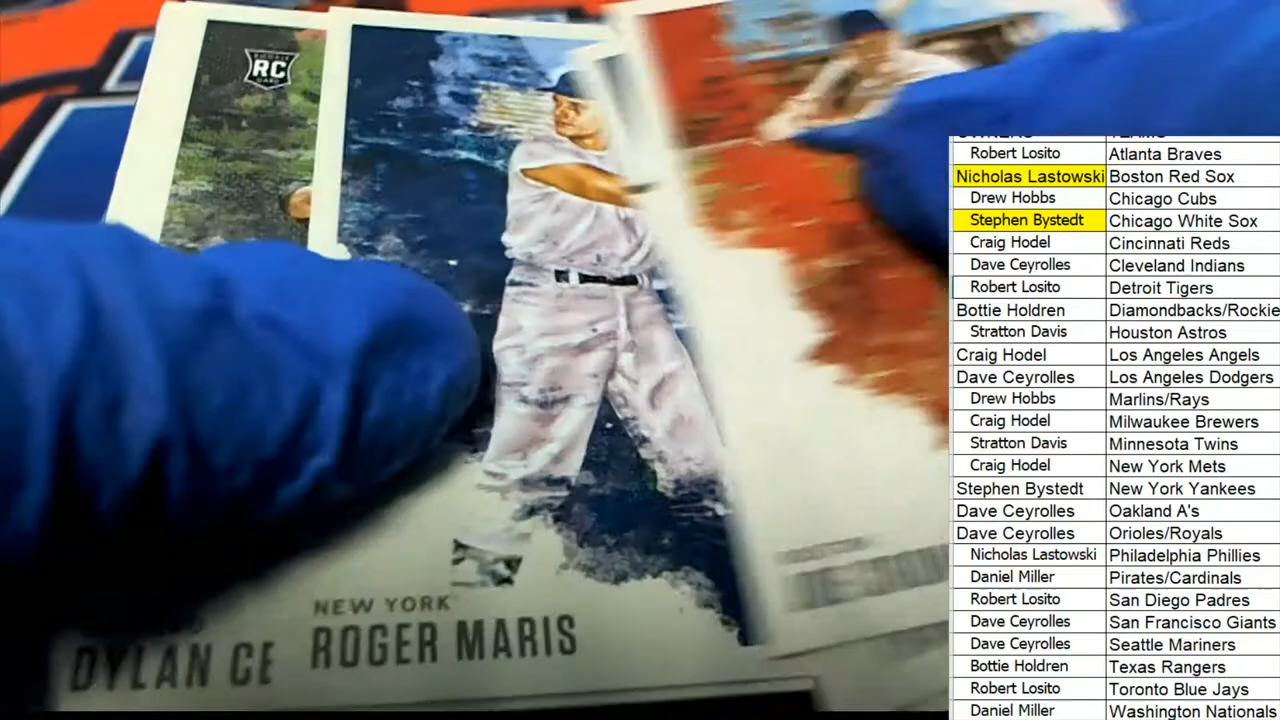 RC
NEW YORK
ROGER MARIS
DYLAN CE
Robert Losito Atlanta Braves
Nicholas Lastowski Boston Red Sox
Drew Hobbs Chicago Cubs
Stephen Bystedt Chicago White Sox
Craig Hodel Cincinnati Reds
Dave Ceyrolles Cleveland Indians
Robert Losito Detroit Tigers
Bottie Holdren Diamondbacks/Rockie
Stratton Davis Houston Astros
Craig Hodel Los Angeles Angels
Dave Ceyrolles Los Angeles Dodgers
Drew Hobbs Marlins/Rays
Craig Hodel Milwaukee Brewers
Stratton Davis Minnesota Twins
Craig Hodel New York Mets
Stephen Bystedt New York Yankees
Dave Ceyrolles Oakland A's
Dave Ceyrolles Orioles/Royals
Nicholas Lastowski Philadelphia Phillies
Daniel Miller Pirates/Cardinals
Robert Losito San Diego Padres
Dave Ceyrolles San Francisco Giants
Dave Ceyrolles Seattle Mariners
Bottie Holdren Texas Rangers
Robert Losito Toronto Blue Jays
Daniel Miller Washington Nationals